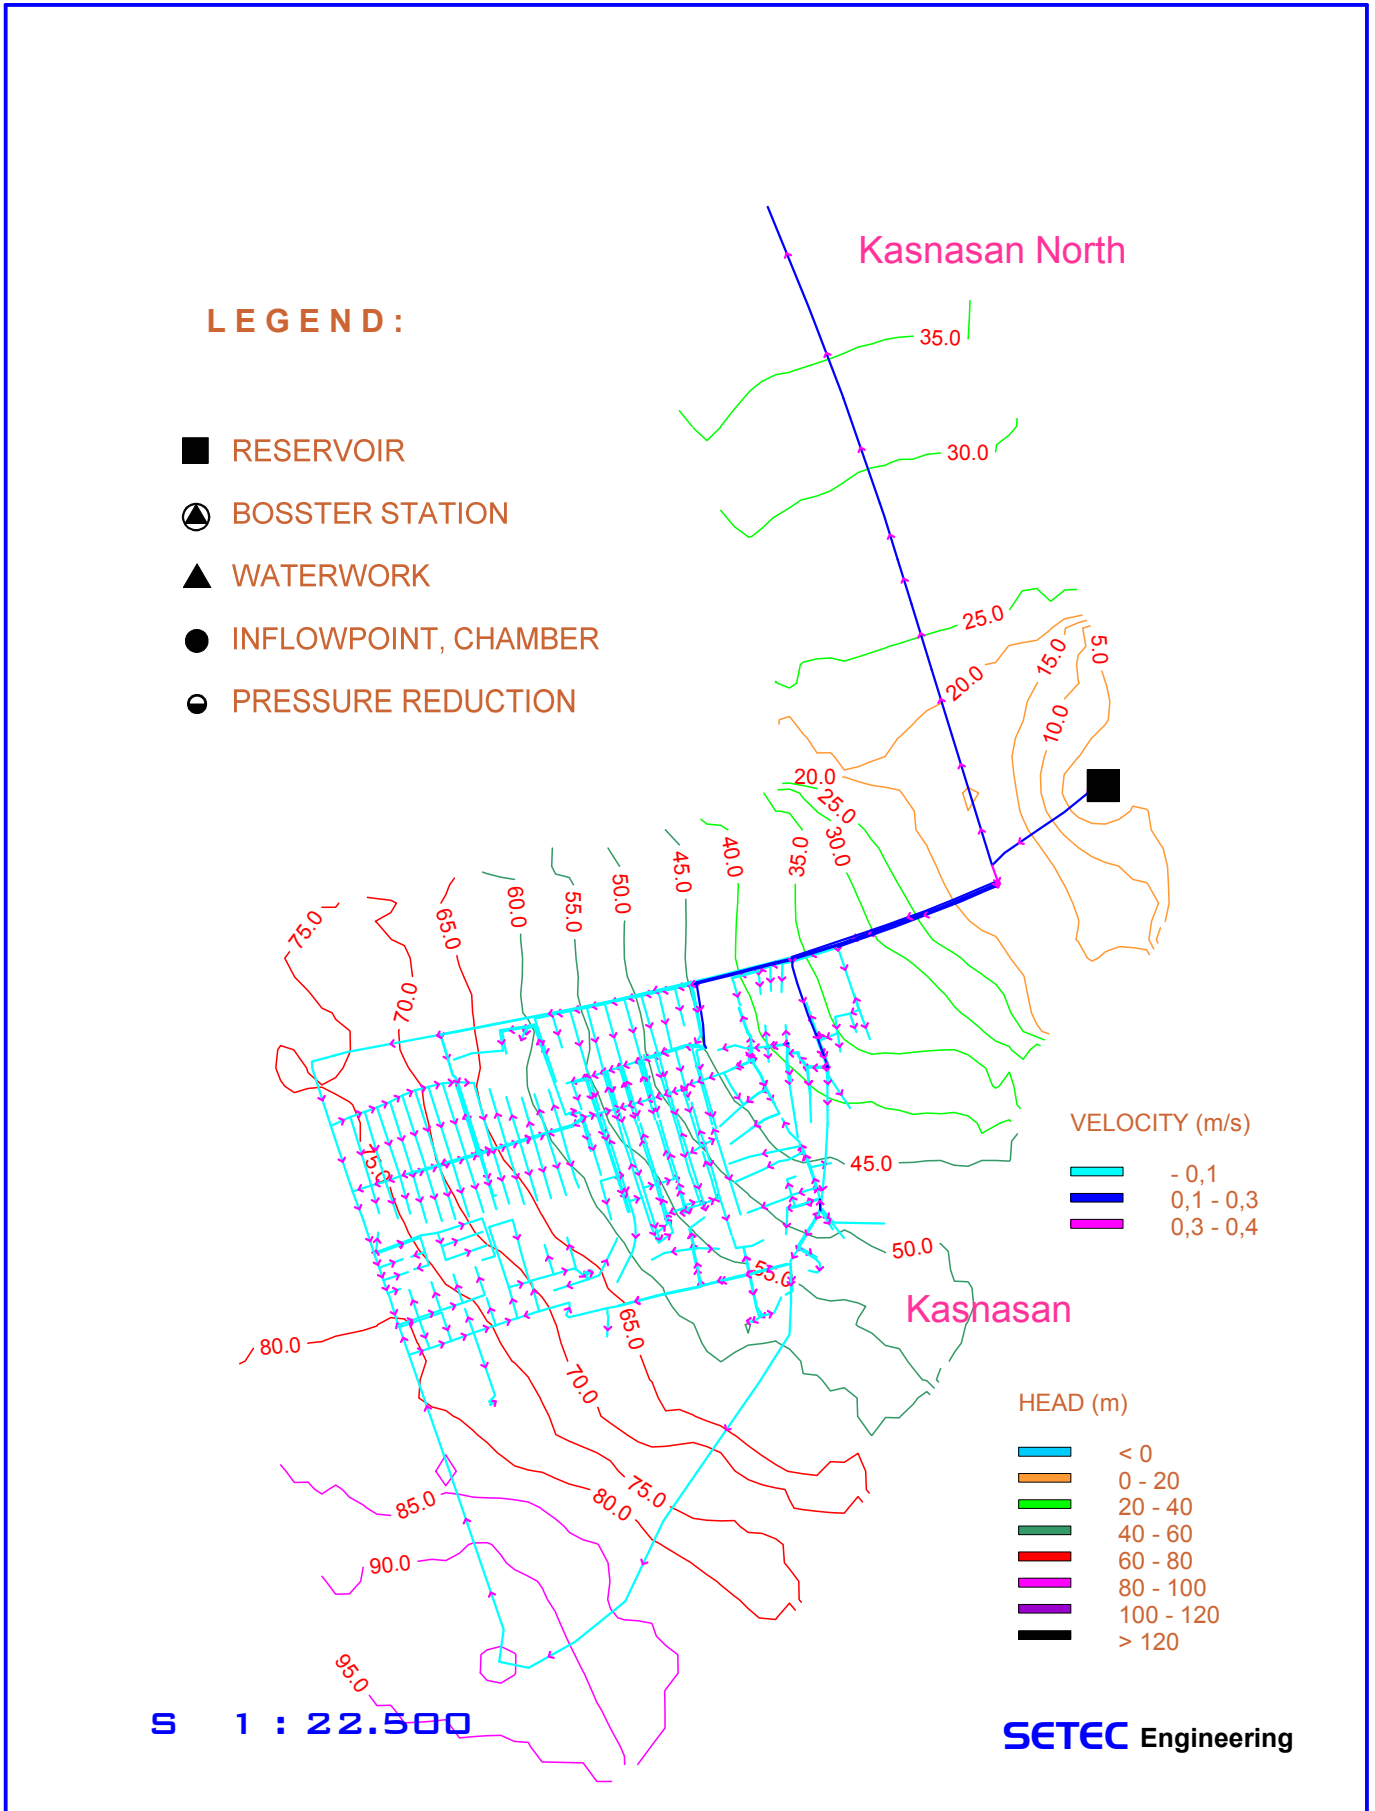 Kasnasan North
LEGEND:
35.0
RESERVOIR
30.0
BOSSTER STATION
WATERWORK
25.0
INFLOWPOINT, CHAMBER
15.0
5.0
20.0
PRESSURE REDUCTION
10.0
20.0
25.0
30.0
35.0
40.0
45.0
50.0
55.0
60.0
65.0
75.0
70.0
VELOCITY (m/s)
75.0
45.0
- 0,1
0,1 - 0,3
0,3 - 0,4
50.0
55.0
Kasnasan
65.0
80.0
70.0
HEAD (m)
< 0
0 - 20
75.0
85.0
80.0
20 - 40
40 - 60
90.0
60 - 80
80 - 100
100 - 120
> 120
95.0
S 1 : 22.500
SETEC Engineering